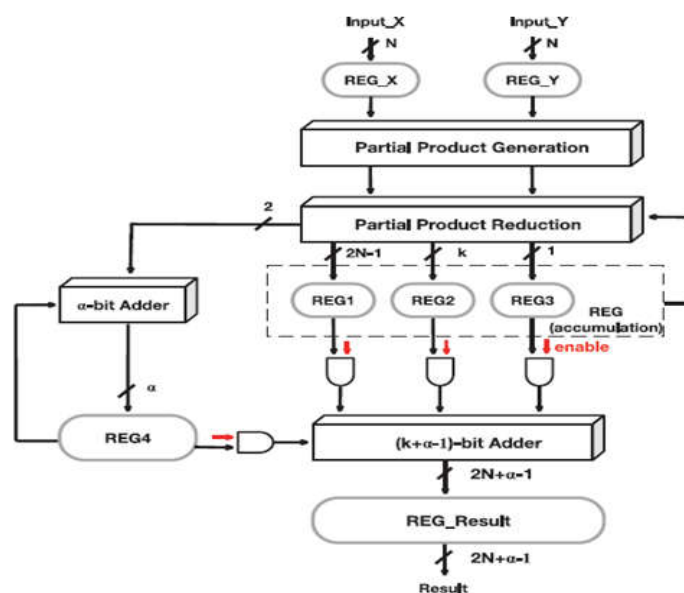 Input_X Input_Y
N N
REG_X REG_Y
Partial Product Generation
2
Partial Product Reduction
2N-1 k 1
α-bit Adder
REG1 REG2 REG3
REG
(accumulation)
enable
α
REG4
(k+α-1)-bit Adder
2N+α-1
REG_Result
2N+α-1
Result